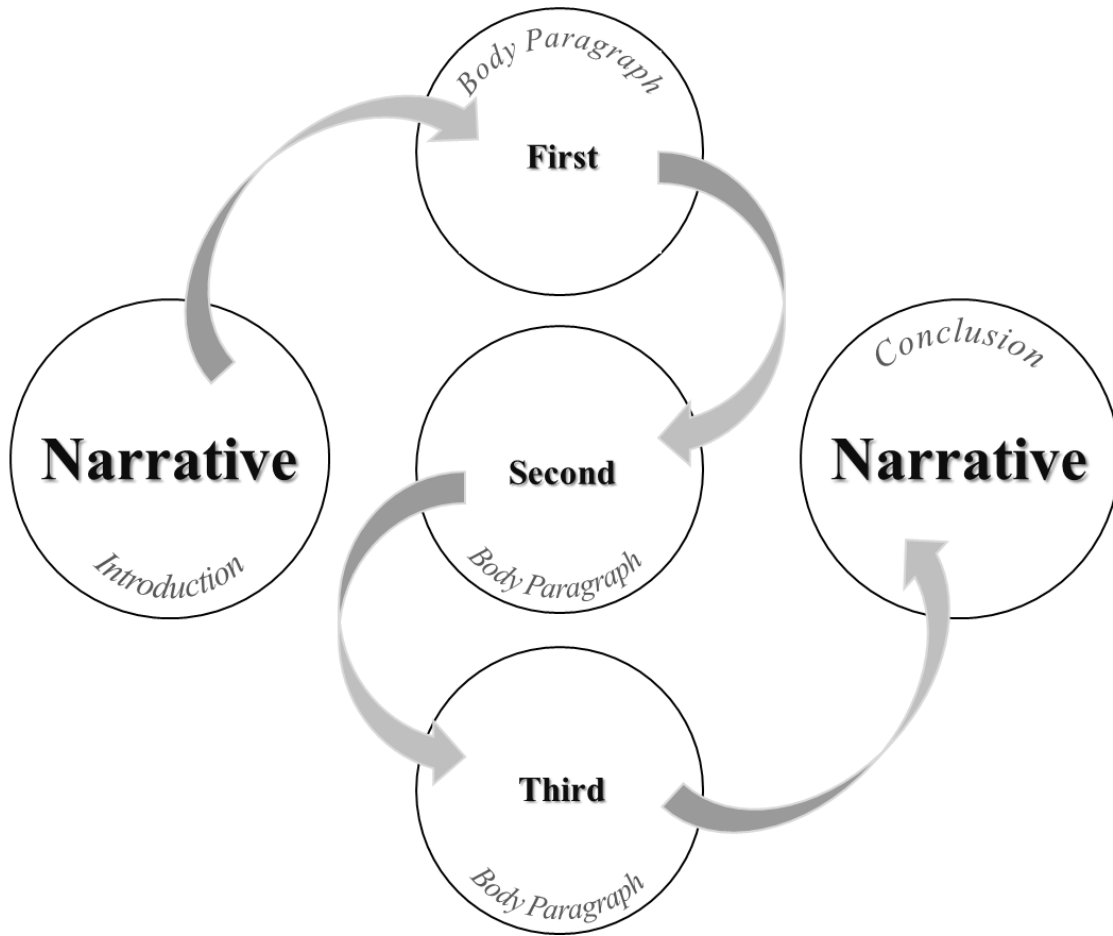 Narrative
Introduction
Body Paragraph
First
Second
Body Paragraph
Third
Body Paragraph
Conclusion
Narrative